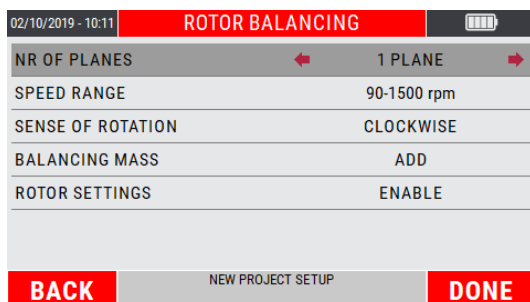 02/10/2019 - 10:11 ROTOR BALANCING
NR OF PLANES 1 PLANE
SPEED RANGE 90-1500 rpm
SENSE OF ROTATION CLOCKWISE
BALANCING MASS ADD
ROTOR SETTINGS ENABLE
BACK NEW PROJECT SETUP DONE